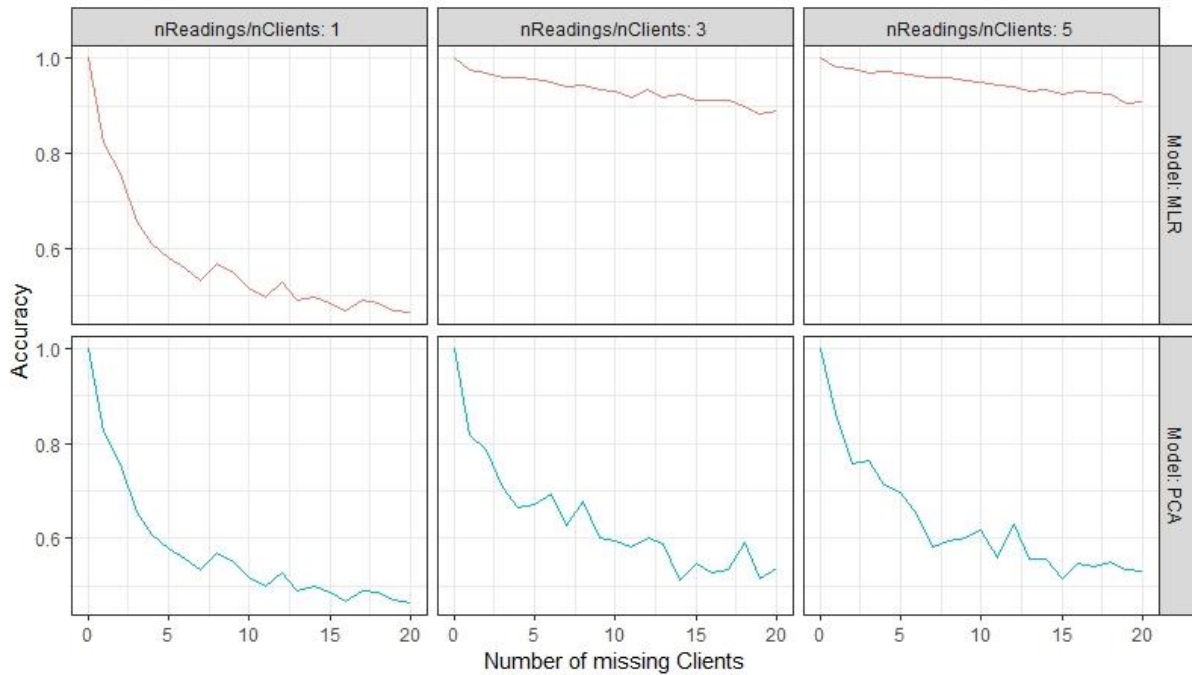 nReadings/nClients: 1
nReadings/nClients: 3
nReadings/nClients: 5
1.0
0.8
0.6
Model: MLR
Accuracy
1.0
0.8
0.6
Model: PCA
0 5 10 15 20
0 5 10 15 20
0 5 10 15 20
Number of missing Clients